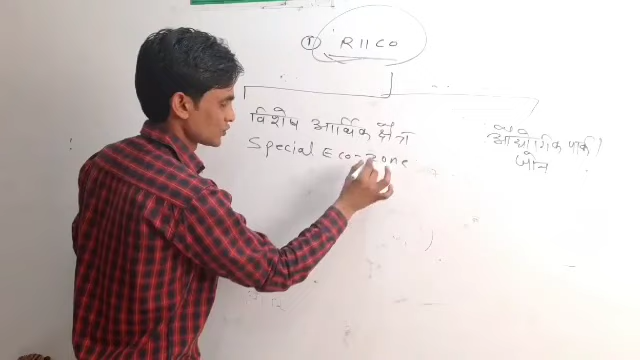 ① RIICO
विशेष आर्थिक क्षेत्र
Special Eco-Zone
औद्योगिक पार्क /
जोन